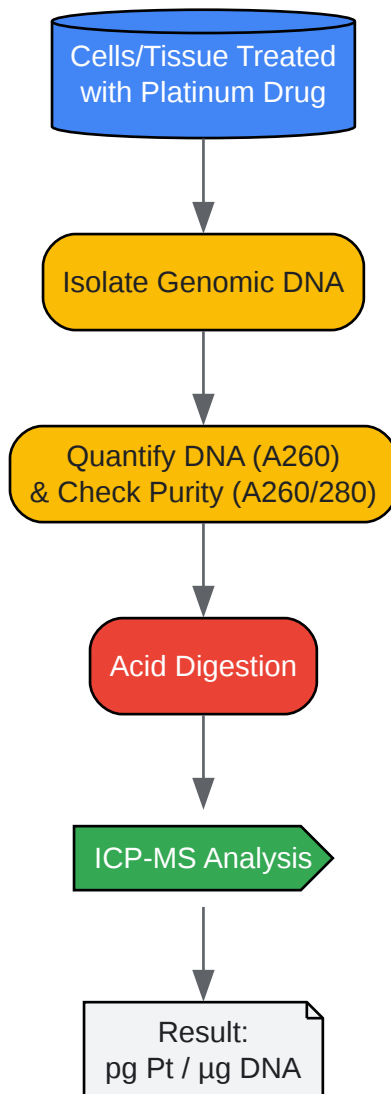 Cells/Tissue Treated
with Platinum Drug
Isolate Genomic DNA
Quantify DNA (A260)
& Check Purity (A260/280)
Acid Digestion
ICP-MS Analysis
Result:
pg Pt / µg DNA